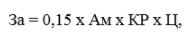 За = 0,15 х Ам х КР х Ц,